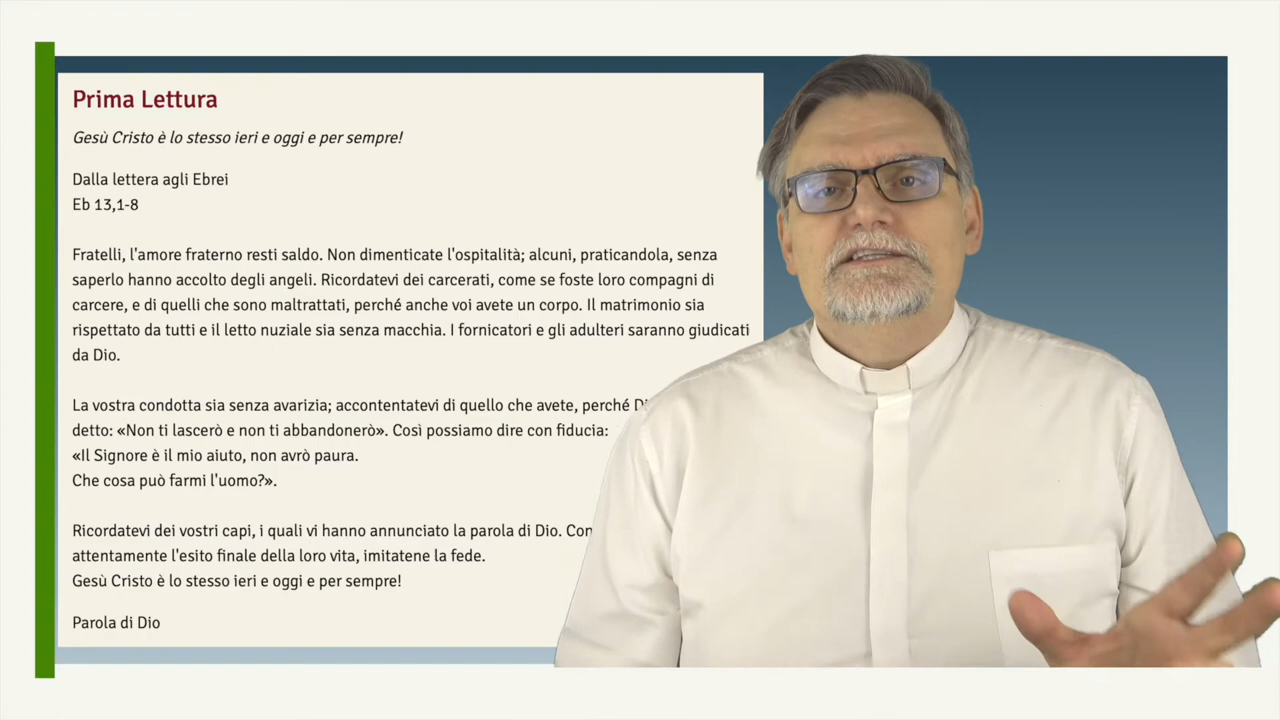 Prima Lettura
Gesù Cristo è lo stesso ieri e oggi e per sempre!
Dalla lettera agli Ebrei
Eb 13,1-8
Fratelli, l'amore fraterno resti saldo. Non dimenticate l'ospitalità; alcuni, praticandola, senza
saperlo hanno accolto degli angeli. Ricordatevi dei carcerati, come se foste loro compagni di
carcere, e di quelli che sono maltrattati, perché anche voi avete un corpo. Il matrimonio sia
rispettato da tutti e il letto nuziale sia senza macchia. I fornicatori e gli adulteri saranno giudicati
da Dio.
La vostra condotta sia senza avarizia; accontentatevi di quello che avete, perché
detto: «Non ti lascerò e non ti abbandonerò». Così possiamo dire con fiducia:
«Il Signore è il mio aiuto, non avrò paura.
Che cosa può farmi l'uomo?».
Ricordatevi dei vostri capi, i quali vi hanno annunciato la parola di Dio.
attentamente l'esito finale della loro vita, imitatene la fede.
Gesù Cristo è lo stesso ieri e oggi e per sempre!
Parola di Dio